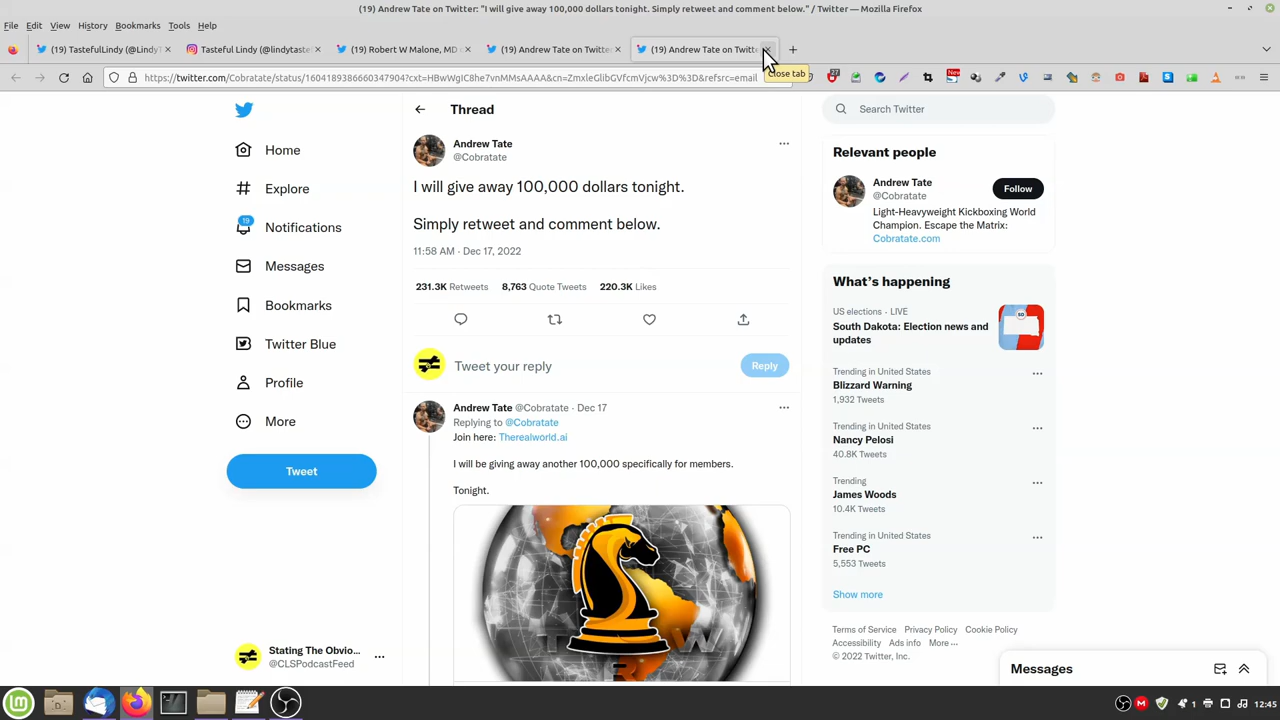 (19) Andrew Tate on Twitter: "I will give away 100,000 dollars tonight. Simply retweet and comment below." / Twitter — Mozilla Firefox
File Edit View History Bookmarks Tools Help
(19) TastefulLindy (@LindyT
Tasteful Lindy (@lindytaste
(19) Robert W Malone, MD
(19) Andrew Tate on Twitte
(19) Andrew Tate on Twitte
Close tab
https://twitter.com/Cobratate/status/1604189386660347904?cxt=HBwWgIC8he7vnMMsAAAA&cn=ZmxleGlibGVfcmVjcw%3D%3D&refsrc=email
27
New
Home
Explore
19
Notifications
Messages
Bookmarks
Twitter Blue
Profile
More
Tweet
Stating The Obvio...
@CLSPodcastFeed
Thread
Andrew Tate
@Cobratate
I will give away 100,000 dollars tonight.
Simply retweet and comment below.
11:58 AM · Dec 17, 2022
231.3K Retweets 8,763 Quote Tweets 220.3K Likes
Tweet your reply
Reply
Andrew Tate @Cobratate · Dec 17
Replying to @Cobratate
Join here: Therealworld.ai
I will be giving away another 100,000 specifically for members.
Tonight.
Search Twitter
Relevant people
Andrew Tate
@Cobratate
Follow
Light-Heavyweight Kickboxing World
Champion. Escape the Matrix:
Cobratate.com
What's happening
US elections · LIVE
South Dakota: Election news and
updates
Trending in United States
Blizzard Warning
1,932 Tweets
Trending in United States
Nancy Pelosi
40.8K Tweets
Trending
James Woods
10.4K Tweets
Trending in United States
Free PC
5,553 Tweets
Show more
Terms of Service Privacy Policy Cookie Policy
Accessibility Ads info More ···
© 2022 Twitter, Inc.
Messages
1
12:45